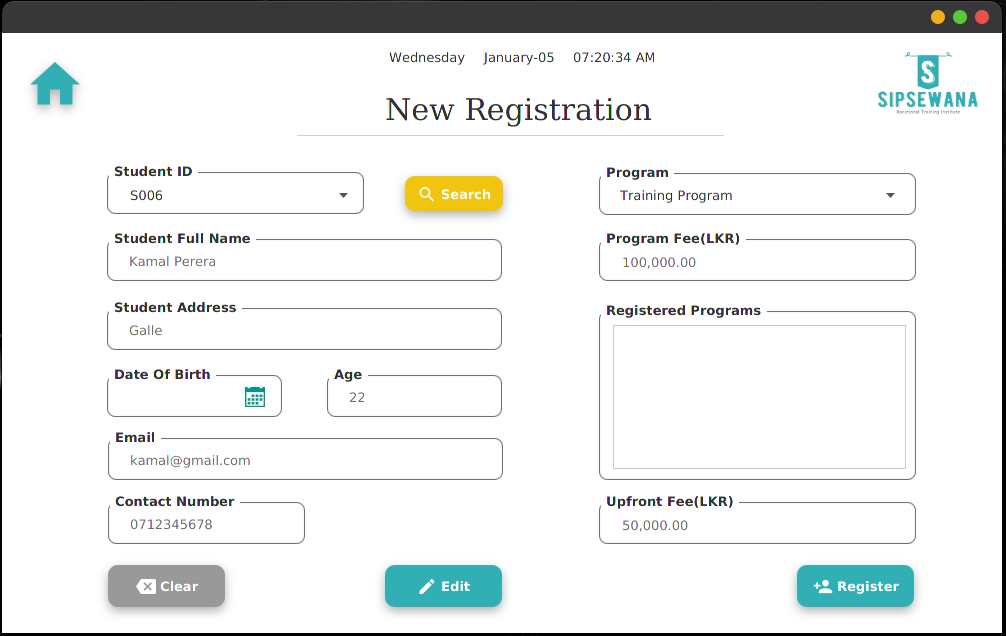 Wednesday January-05 07:20:34 AM
S
SIPSEWANA
Vocational Training Institute
New Registration
Student ID
S006
Search
Student Full Name
Kamal Perera
Student Address
Galle
Date Of Birth
Age
22
Email
kamal@gmail.com
Contact Number
0712345678
Clear
Edit
Program
Training Program
Program Fee(LKR)
100,000.00
Registered Programs
Upfront Fee(LKR)
50,000.00
Register